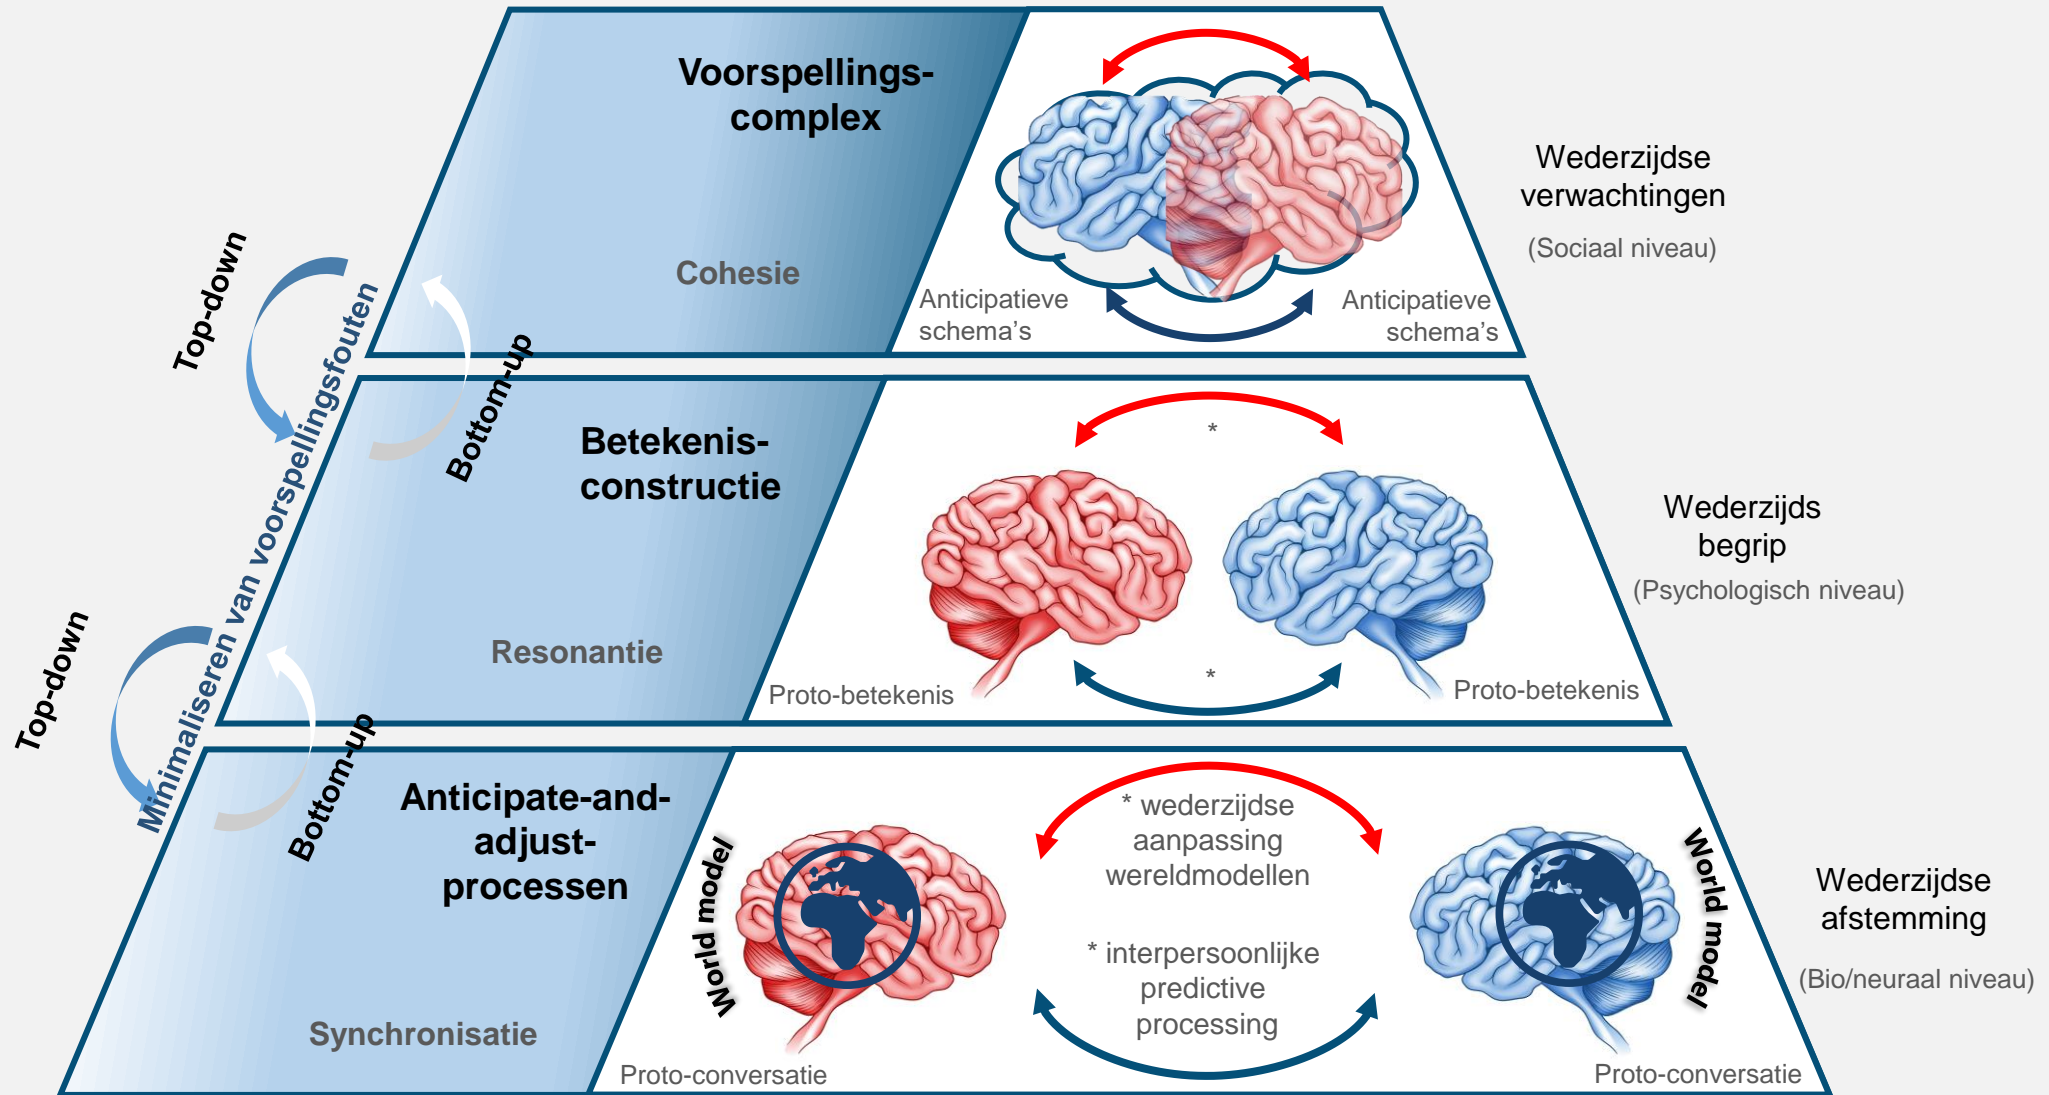 Voorspellings-
complex
Cohesie
Anticipatieve
schema's
Anticipatieve
schema's
Wederzijdse
verwachtingen
(Sociaal niveau)
Top-down
Bottom-up
Minimaliseren van voorspellingsfouten
Betekenis-
constructie
Resonantie
*
*
Proto-betekenis
Proto-betekenis
Wederzijds
begrip
(Psychologisch niveau)
Top-down
Bottom-up
Anticipate-and-
adjust-
processen
Synchronisatie
World model
* wederzijdse
aanpassing
wereldmodellen
* interpersoonlijke
predictive
processing
World model
Proto-conversatie
Proto-conversatie
Wederzijdse
afstemming
(Bio/neuraal niveau)